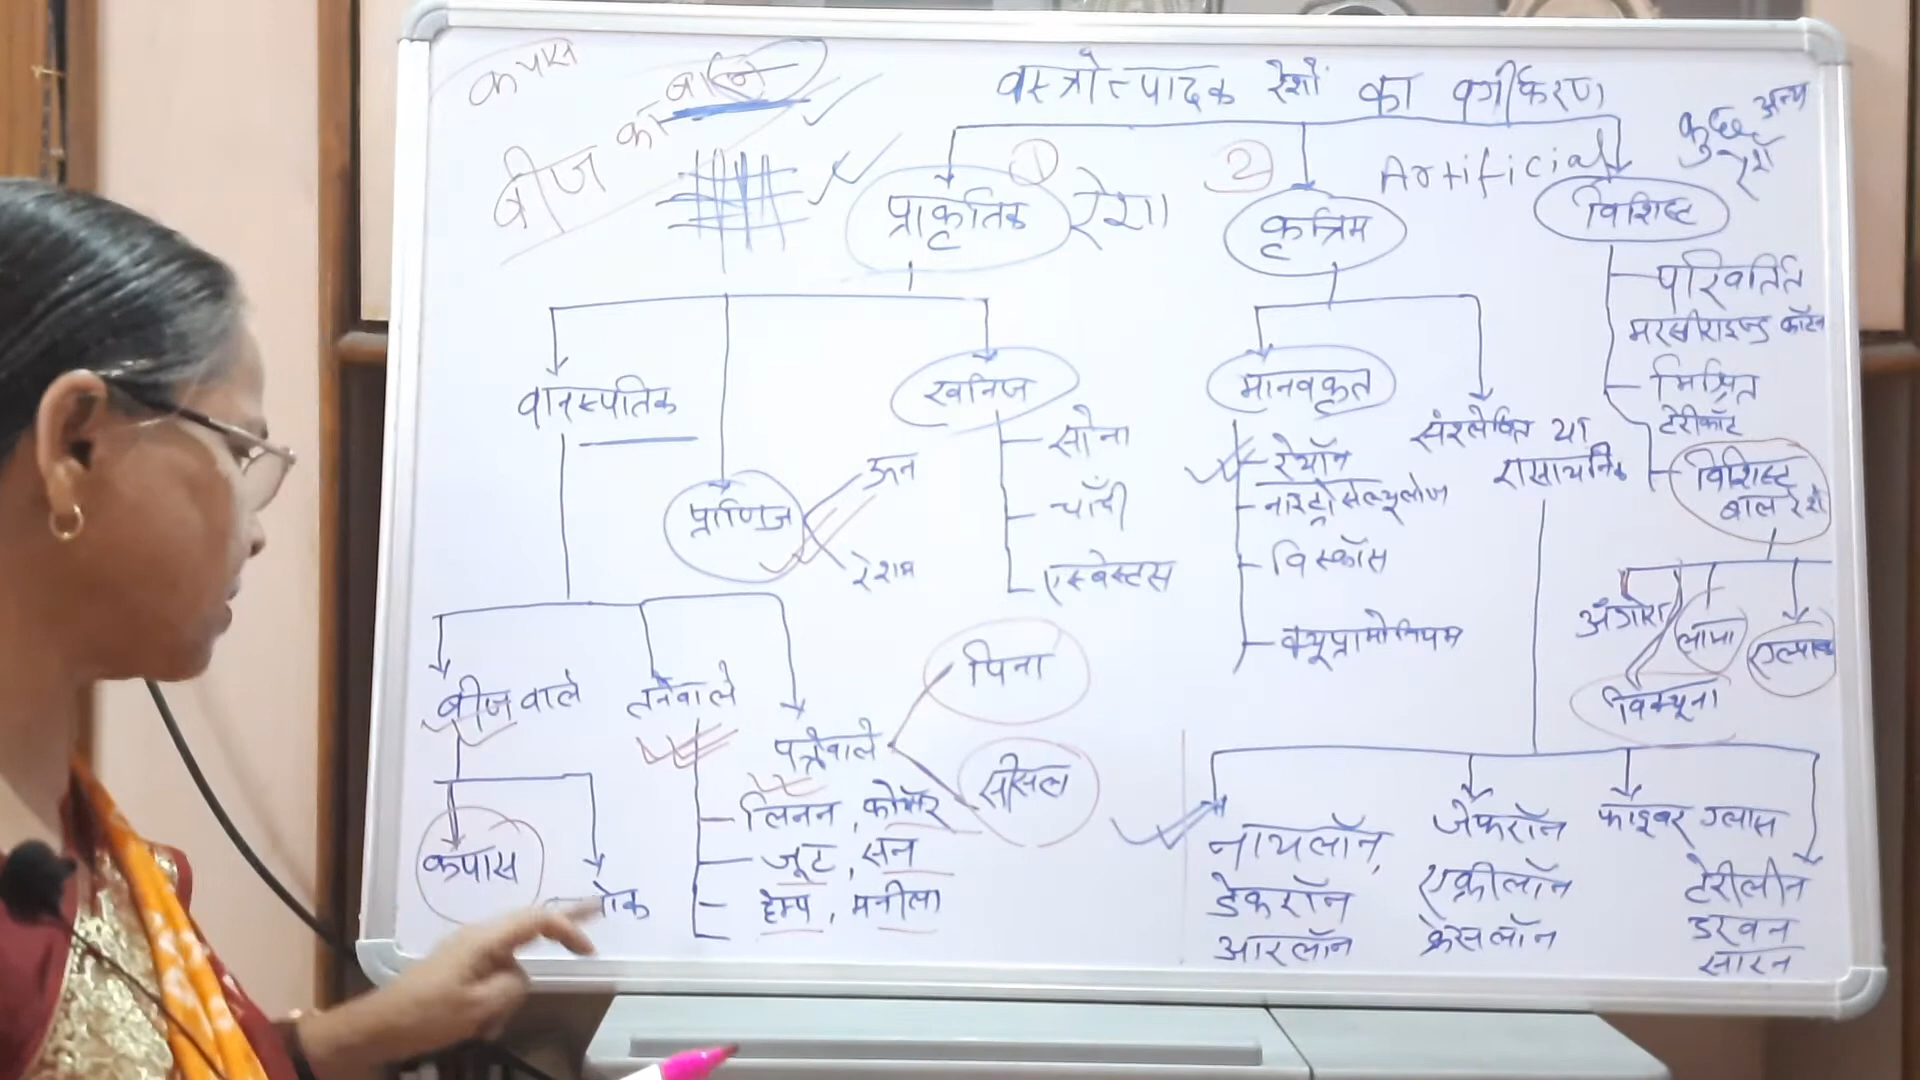 कपास
बीज का बाल
वस्त्रोत्पादक रेशों का वर्गीकरण
कुछ अन्य
रेशे
1
प्राकृतिक रेशा
2
कृत्रिम
Artificial
विशिष्ट
वानस्पतिक
प्राणिज
ऊन
रेशम
खनिज
सोना
चाँदी
एस्बेस्टस
मानवकृत
रेयॉन
नाइट्रोसेल्यूलोज
विस्कॉस
क्यूप्रामोनियम
संश्लेषित या
रासायनिक
परिवर्तित
मरसीराइज्ड कॉटन
मिश्रित
टेरीकॉट
विशिष्ट
बाल रेशे
अंगोरा
लामा
एल्पाका
विक्यूना
बीज वाले
तनेवाले
पत्तेवाले
पिना
सीसल
कपास
लिनन,
जूट, सन
हेम्प, मनीला
नायलॉन,
डेकरॉन
आरलॉन
जेफरॉन
एक्रीलॉन
क्रेसलॉन
फाइबर ग्लास
टेरीलीन
डरवन
सारन